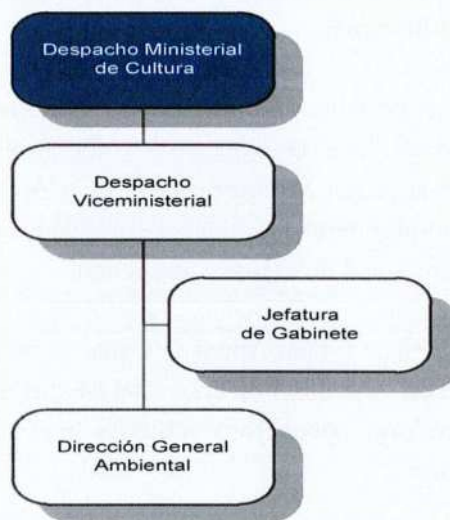 Despacho Ministerial
de Cultura
Despacho
Viceministerial
Jefatura
de Gabinete
Dirección General
Ambiental